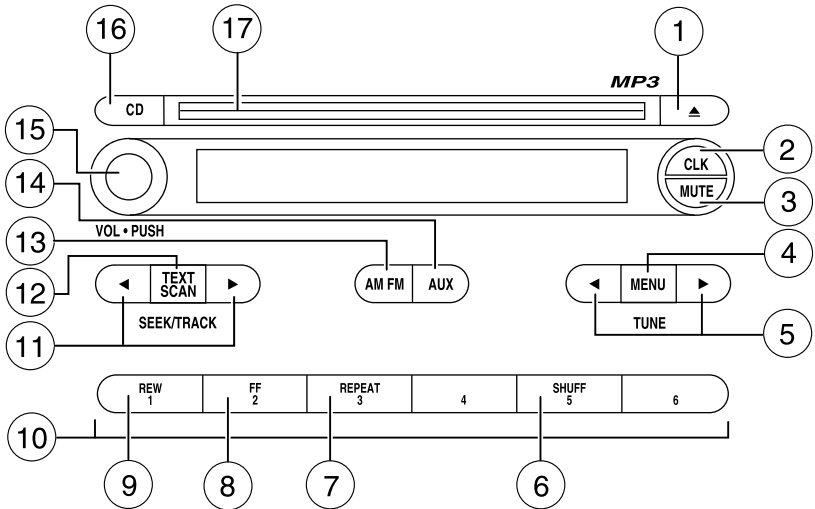 16
17
1
MP3
CD
15
2
CLK
14
MUTE
3
VOL • PUSH
13
4
12
TEXT
SCAN
AM FM
AUX
MENU
SEEK/TRACK
TUNE
11
5
REW
1
FF
2
REPEAT
3
4
SHUFF
5
6
10
9
8
7
6